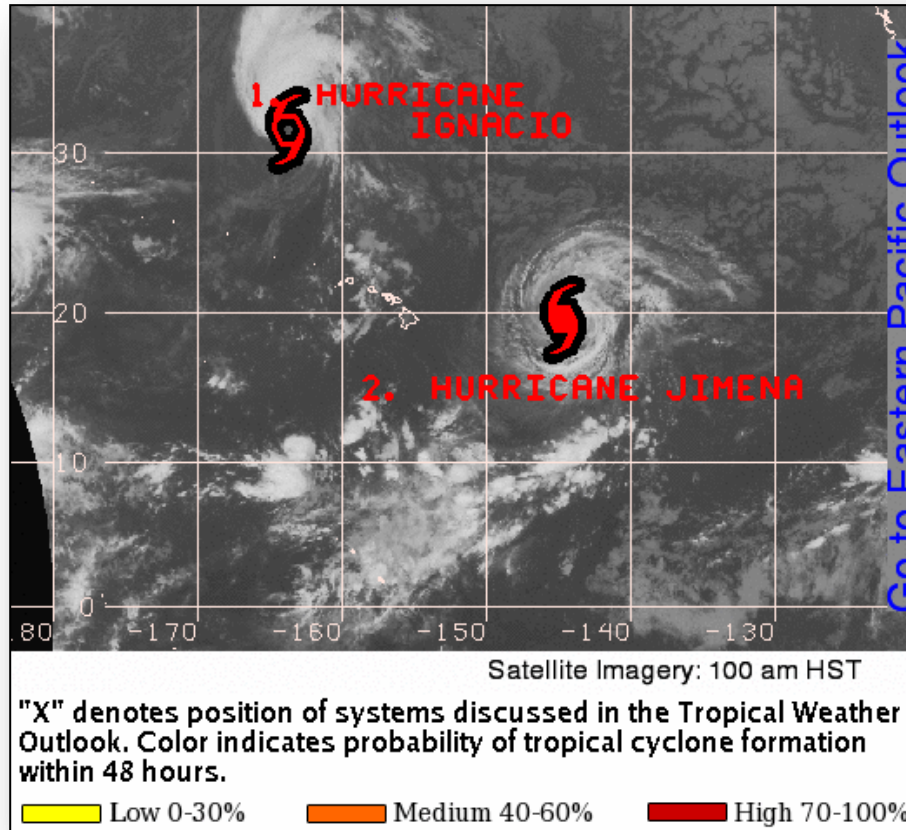 1. HURRICANE
IGNACIO
30
20
2. HURRICANE JIMENA
10
0
80 -170 -160 -150 -140 -130
Go to Eastern Pacific Outlook
Satellite Imagery: 100 am HST
"X" denotes position of systems discussed in the Tropical Weather
Outlook. Color indicates probability of tropical cyclone formation
within 48 hours.
Low 0-30% Medium 40-60% High 70-100%